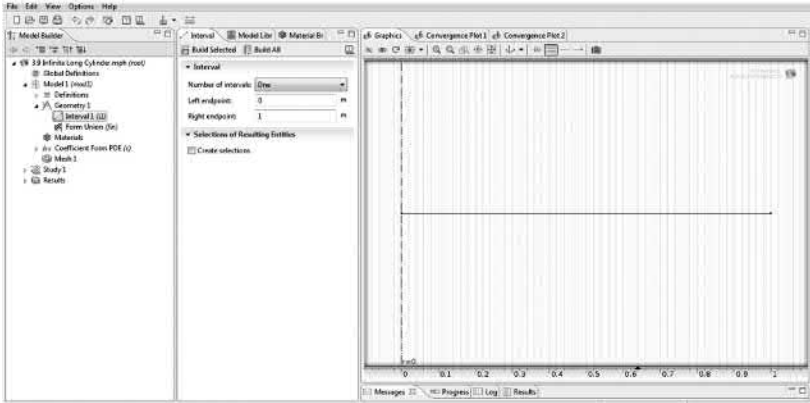 File Edit View Options Help
Model Builder
3.9 Infinite Long Cylinder.mph (root)
Global Definitions
Model 1 (mod1)
Definitions
Geometry 1
Interval 1 (i1)
Form Union (fin)
Materials
Coefficient Form PDE (c)
Mesh 1
Study 1
Results
Interval Model Libr Material Br
Build Selected Build All
Interval
Number of intervals: One
Left endpoint: 0 m
Right endpoint: 1 m
Selections of Resulting Entities
Create selections
Graphics Convergence Plot 1 Convergence Plot 2
r=0
0 0.1 0.2 0.3 0.4 0.5 0.6 0.7 0.8 0.9 1
Messages Progress Log Results